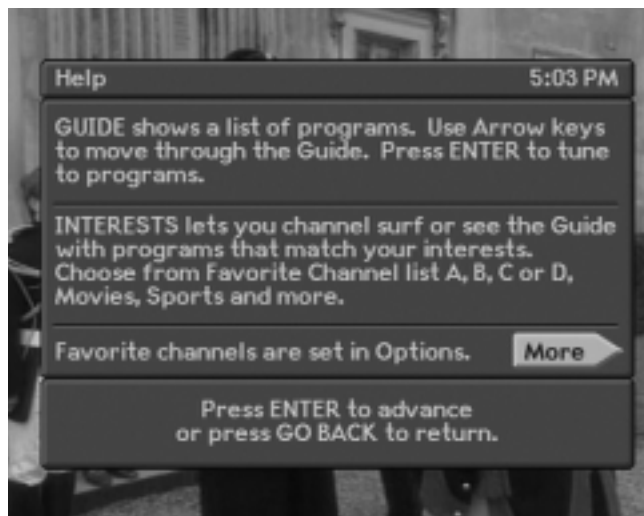 Help 5:03 PM
GUIDE shows a list of programs. Use Arrow keys
to move through the Guide. Press ENTER to tune
to programs.
INTERESTS lets you channel surf or see the Guide
with programs that match your interests.
Choose from Favorite Channel list A, B, C or D,
Movies, Sports and more.
Favorite channels are set in Options. More
Press ENTER to advance
or press GO BACK to return.